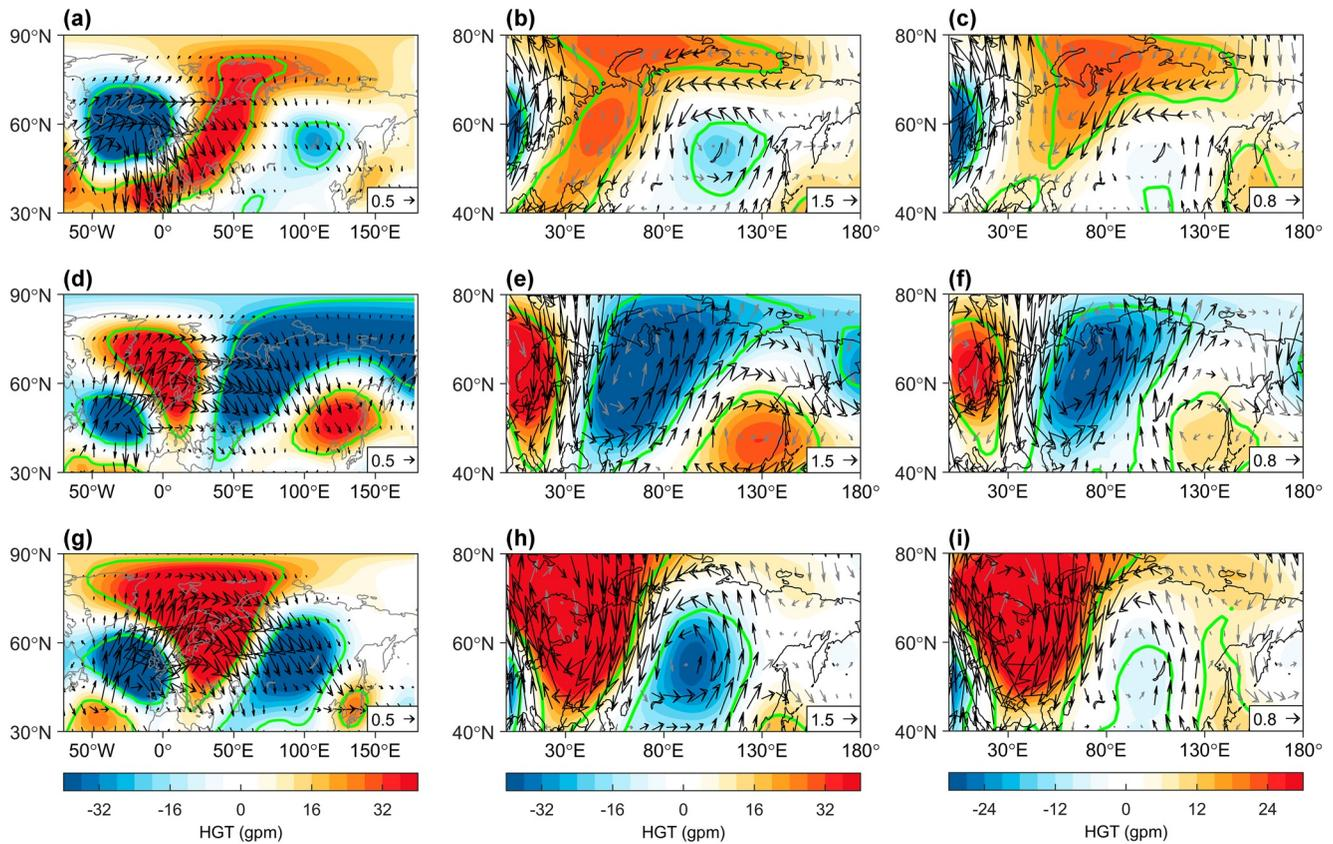 (a) (b) (c)
90°N 80°N 80°N
60°N 60°N 60°N
30°N 0.5 40°N 1.5 40°N 0.8
50°W 0° 50°E 100°E 150°E 30°E 80°E 130°E 180° 30°E 80°E 130°E 180°
(d) (e) (f)
90°N 80°N 80°N
60°N 60°N 60°N
30°N 0.5 40°N 1.5 40°N 0.8
50°W 0° 50°E 100°E 150°E 30°E 80°E 130°E 180° 30°E 80°E 130°E 180°
(g) (h) (i)
90°N 80°N 80°N
60°N 60°N 60°N
30°N 0.5 40°N 1.5 40°N 0.8
50°W 0° 50°E 100°E 150°E 30°E 80°E 130°E 180° 30°E 80°E 130°E 180°
-32 -16 0 16 32 -32 -16 0 16 32 -24 -12 0 12 24
HGT (gpm) HGT (gpm) HGT (gpm)